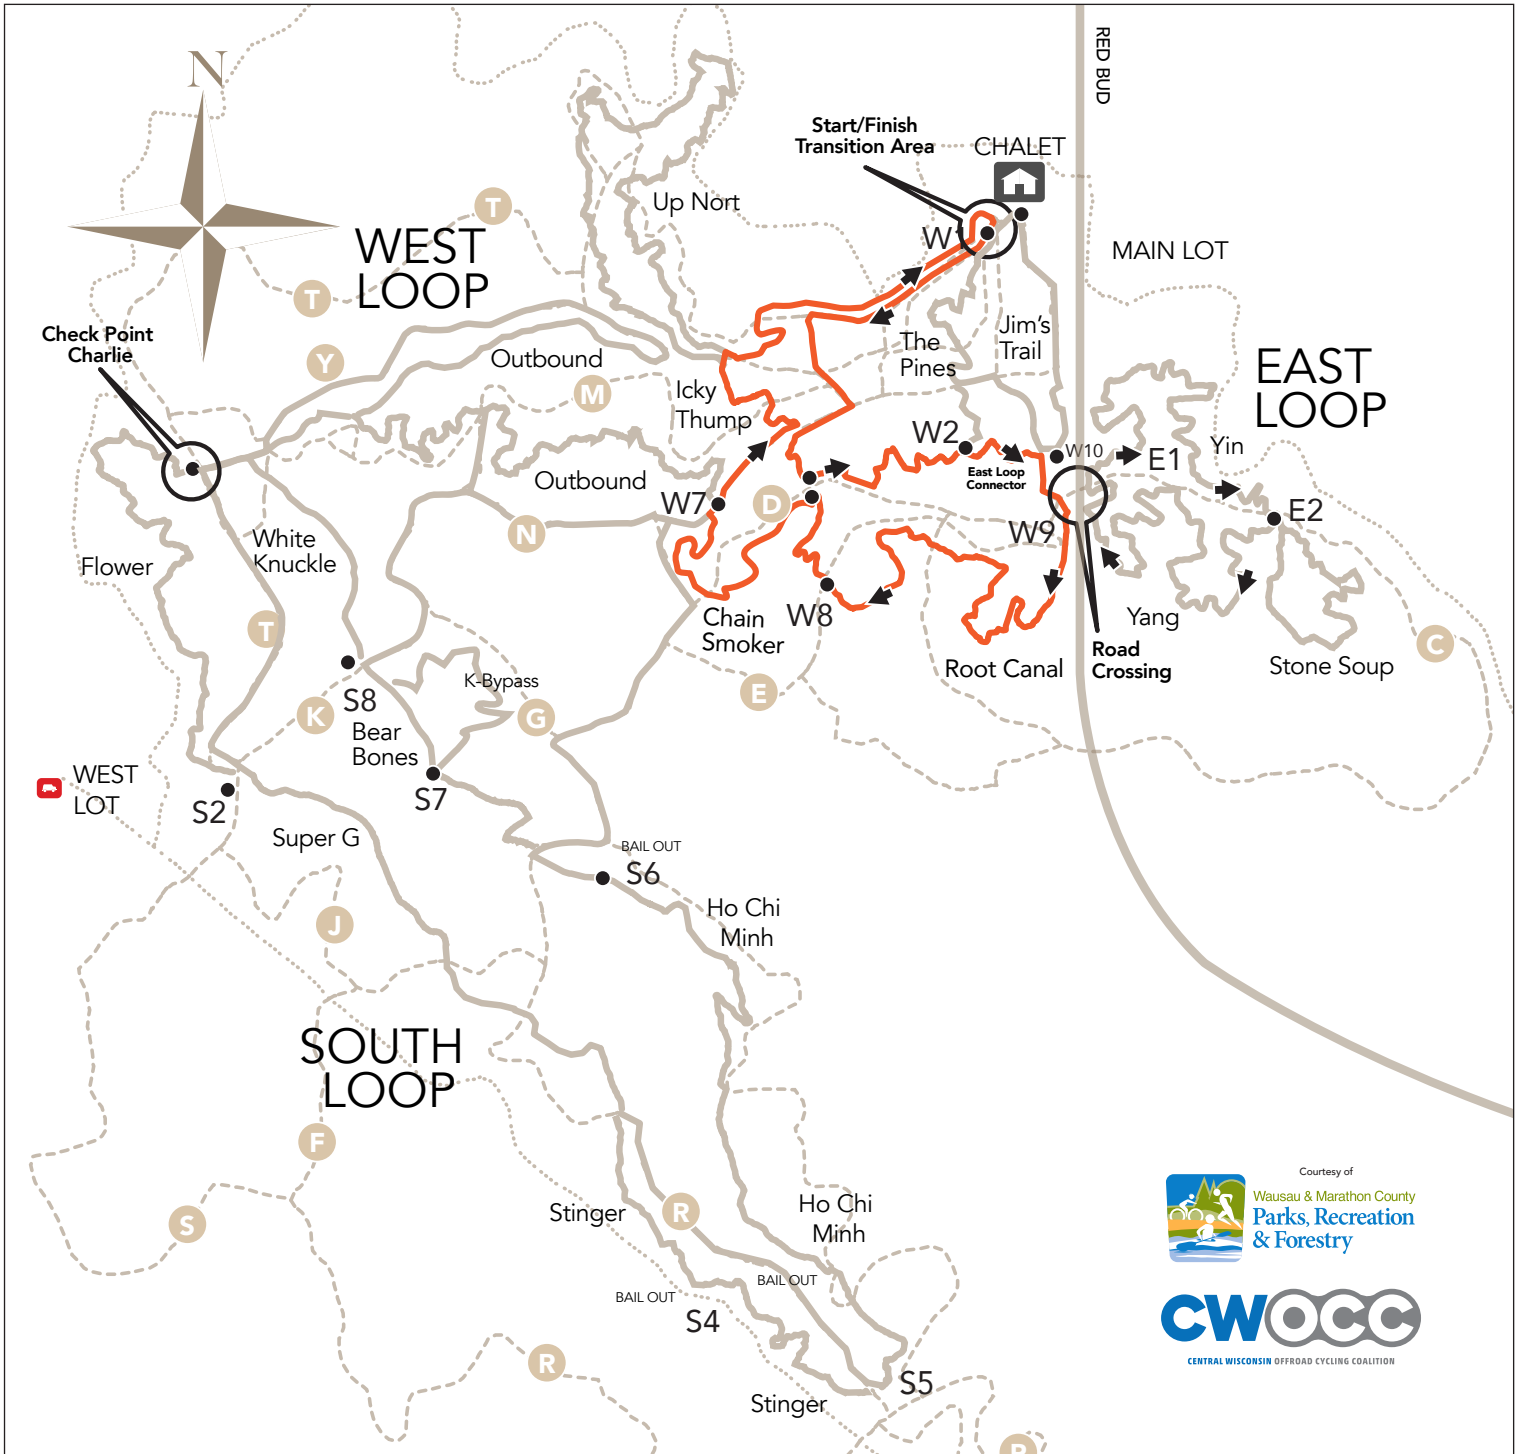 N
RED BUD
Start/Finish
Transition Area
CHALET
T
Up Nort
WEST
LOOP
W1
MAIN LOT
T
Check Point
Charlie
Y
Outbound
The
Pines
Jim's
Trail
EAST
LOOP
M
Icky
Thump
W2
W10
E1
Yin
East Loop
Connector
Outbound
W7
D
E2
N
W9
White
Knuckle
Flower
Chain
Smoker
W8
Yang
T
Road
Crossing
C
Root Canal
Stone Soup
K-Bypass
E
S8
K
G
Bear
Bones
WEST
LOT
S7
S2
Super G
BAIL OUT
S6
Ho Chi
Minh
J
SOUTH
LOOP
F
Courtesy of
Wausau & Marathon County
Parks, Recreation
& Forestry
S
Stinger
R
Ho Chi
Minh
BAIL OUT
BAIL OUT
S4
CWOCC
CENTRAL WISCONSIN OFFROAD CYCLING COALITION
R
S5
Stinger